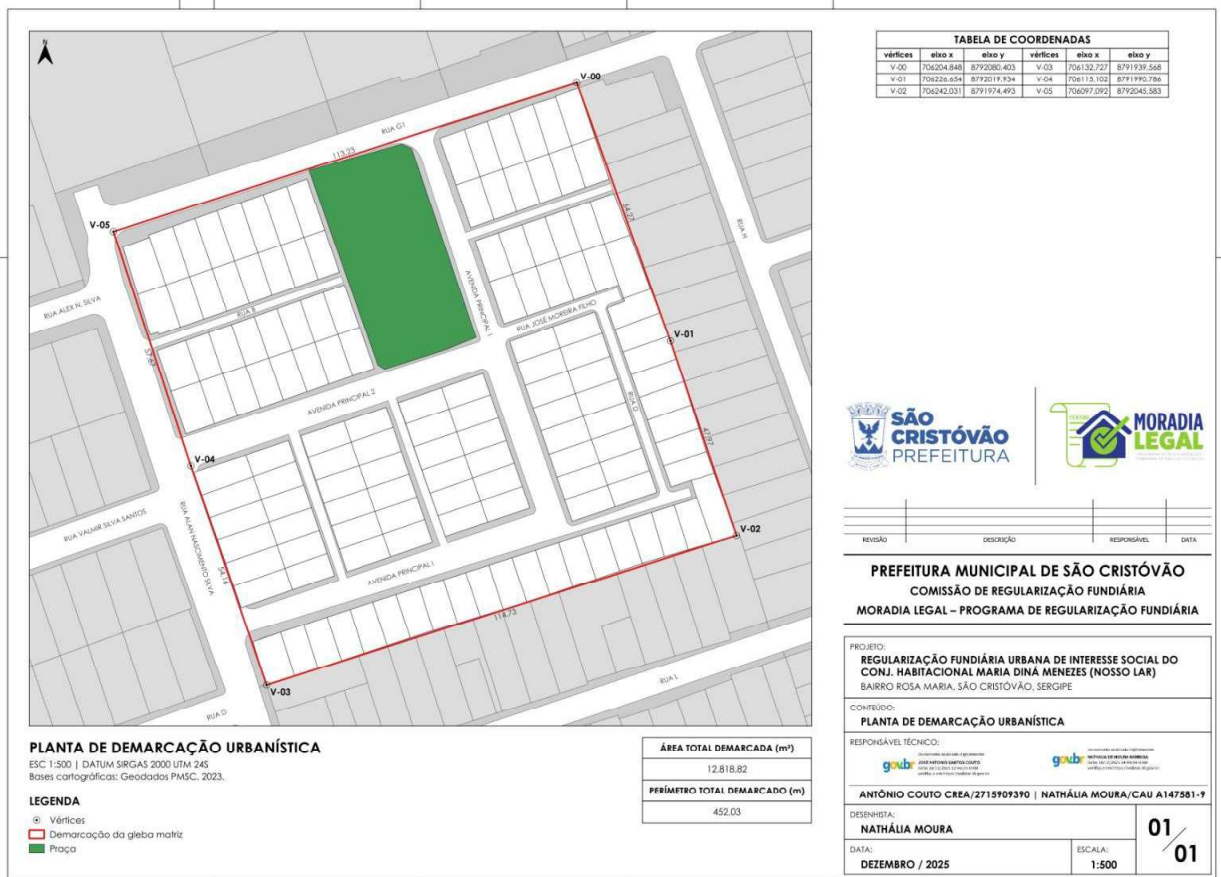 N
V-00
RUA G1
113,23
V-05
RUA H
64,27
RUA ALEX N. SILVA
RUA B
AVENIDA PRINCIPAL 1
RUA JOSÉ MOREIRA FILHO
V-01
57,67
AVENIDA PRINCIPAL 2
RUA D
47,97
V-04
RUA VALMIR SILVA SANTOS
RUA ALAN NASCIMENTO SILVA
V-02
54,14
AVENIDA PRINCIPAL 1
114,73
V-03
RUA L
RUA D
TABELA DE COORDENADAS
vértices eixo x eixo y vértices eixo x eixo y
V-00 706204,848 8792080,403 V-03 706132,727 8791939,568
V-01 706226,654 8792019,934 V-04 706115,102 8791990,786
V-02 706242,031 8791974,493 V-05 706097,092 8792045,583
SÃO
CRISTÓVÃO
PREFEITURA
MORADIA
LEGAL
REVISÃO DESCRIÇÃO RESPONSÁVEL DATA
PREFEITURA MUNICIPAL DE SÃO CRISTÓVÃO
COMISSÃO DE REGULARIZAÇÃO FUNDIÁRIA
MORADIA LEGAL – PROGRAMA DE REGULARIZAÇÃO FUNDIÁRIA
PROJETO:
REGULARIZAÇÃO FUNDIÁRIA URBANA DE INTERESSE SOCIAL DO
CONJ. HABITACIONAL MARIA DINÁ MENEZES (NOSSO LAR)
BAIRRO ROSA MARIA, SÃO CRISTÓVÃO, SERGIPE
CONTEÚDO:
PLANTA DE DEMARCAÇÃO URBANÍSTICA
RESPONSÁVEL TÉCNICO:
gov.br
gov.br
ANTÔNIO COUTO CREA/2715909390 | NATHÁLIA MOURA/CAU A147581-9
DESENHISTA:
NATHÁLIA MOURA
DATA:
DEZEMBRO / 2025
ESCALA:
1:500
01/01
PLANTA DE DEMARCAÇÃO URBANÍSTICA
ESC 1:500 | DATUM SIRGAS 2000 UTM 24S
Bases cartográficas: Geodados PMSC, 2023.
LEGENDA
Vértices
Demarcação da gleba matriz
Praça
ÁREA TOTAL DEMARCADA (m²)
12.818,82
PERÍMETRO TOTAL DEMARCADO (m)
452,03